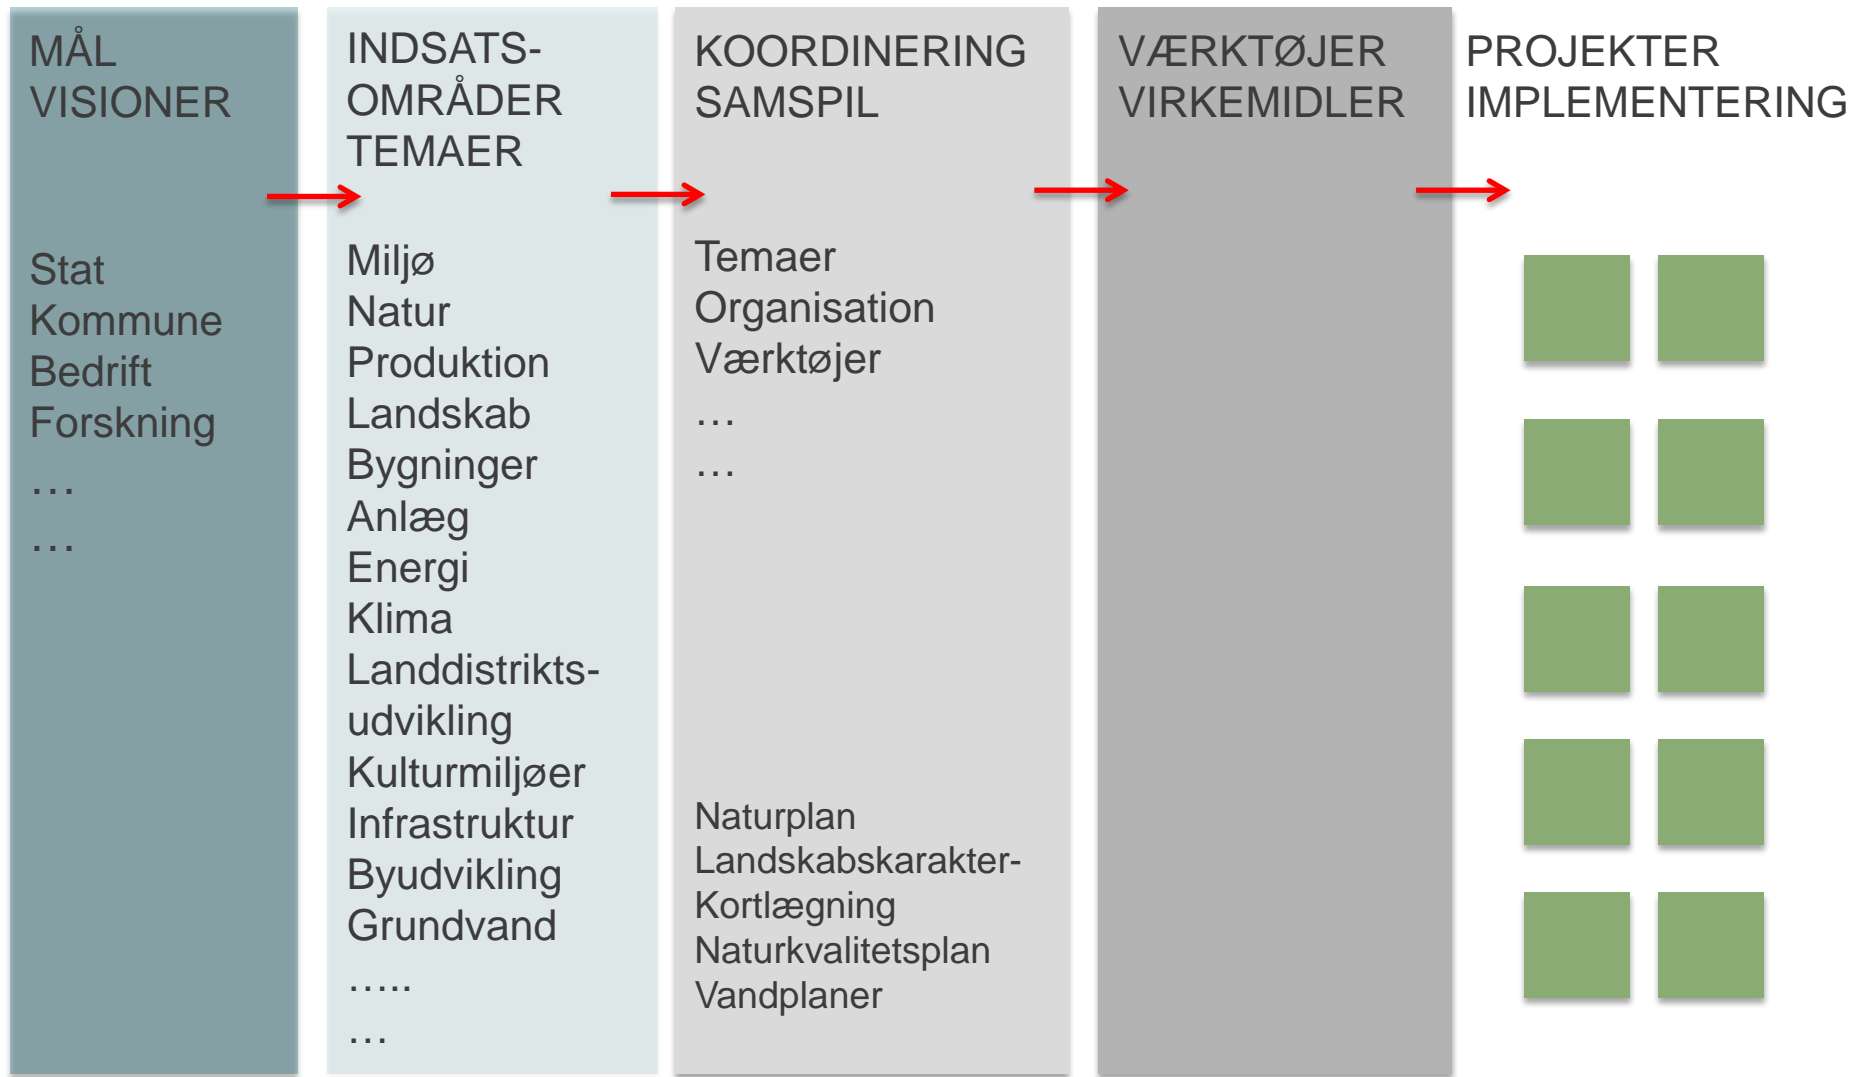 MÅL
VISIONER
Stat
Kommune
Bedrift
Forskning
…
…
INDSATS-
OMRÅDER
TEMAER
Miljø
Natur
Produktion
Landskab
Bygninger
Anlæg
Energi
Klima
Landdistrikts-
udvikling
Kulturmiljøer
Infrastruktur
Byudvikling
Grundvand
…..
…
KOORDINERING
SAMSPIL
Temaer
Organisation
Værktøjer
…
…
Naturplan
Landskabskarakter-
Kortlægning
Naturkvalitetsplan
Vandplaner
VÆRKTØJER
VIRKEMIDLER
PROJEKTER
IMPLEMENTERING